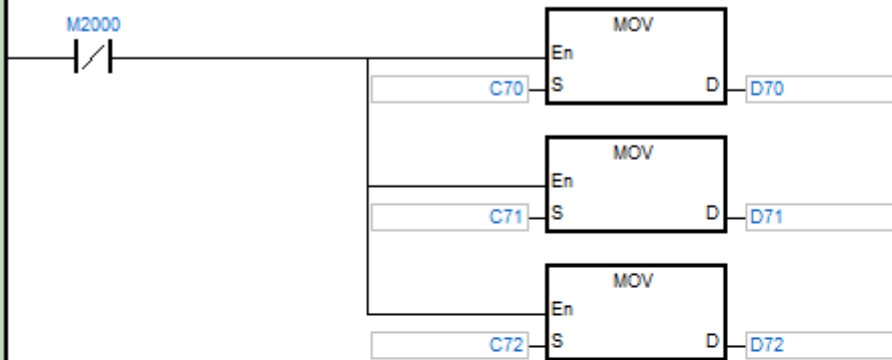 M2000
MOV
En
C70 S D D70
MOV
En
C71 S D D71
MOV
En
C72 S D D72